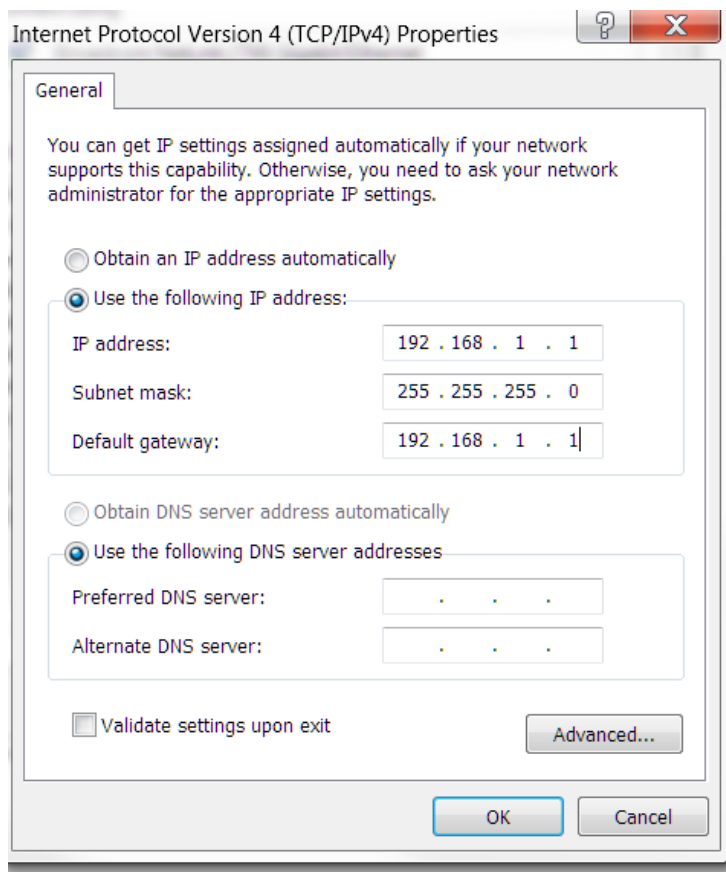 Internet Protocol Version 4 (TCP/IPv4) Properties
General
You can get IP settings assigned automatically if your network
supports this capability. Otherwise, you need to ask your network
administrator for the appropriate IP settings.
Obtain an IP address automatically
Use the following IP address:
IP address: 192 . 168 . 1 . 1
Subnet mask: 255 . 255 . 255 . 0
Default gateway: 192 . 168 . 1 . 1
Obtain DNS server address automatically
Use the following DNS server addresses
Preferred DNS server: . . .
Alternate DNS server: . . .
Validate settings upon exit
Advanced...
OK Cancel